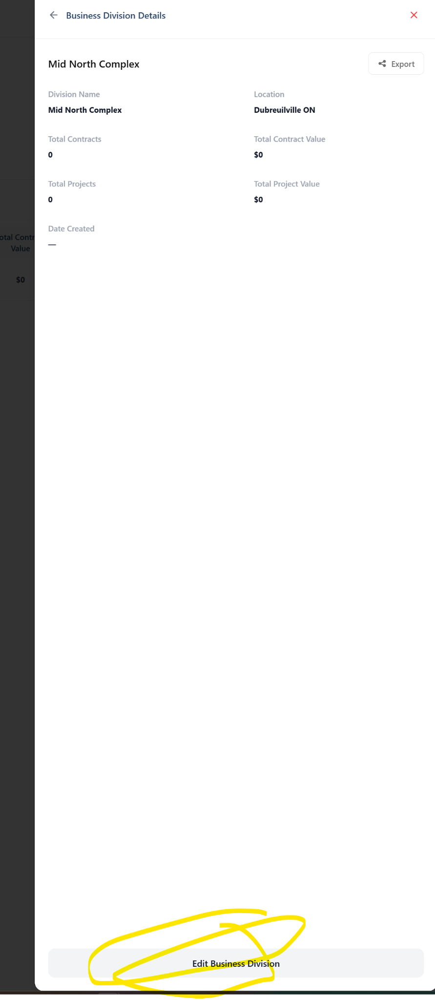 Business Division Details
Mid North Complex
Export
Division Name
Location
Mid North Complex
Dubreuilville ON
Total Contracts
Total Contract Value
0
$0
Total Projects
Total Project Value
0
$0
Date Created
—
otal Contr
Value
$0
Edit Business Division